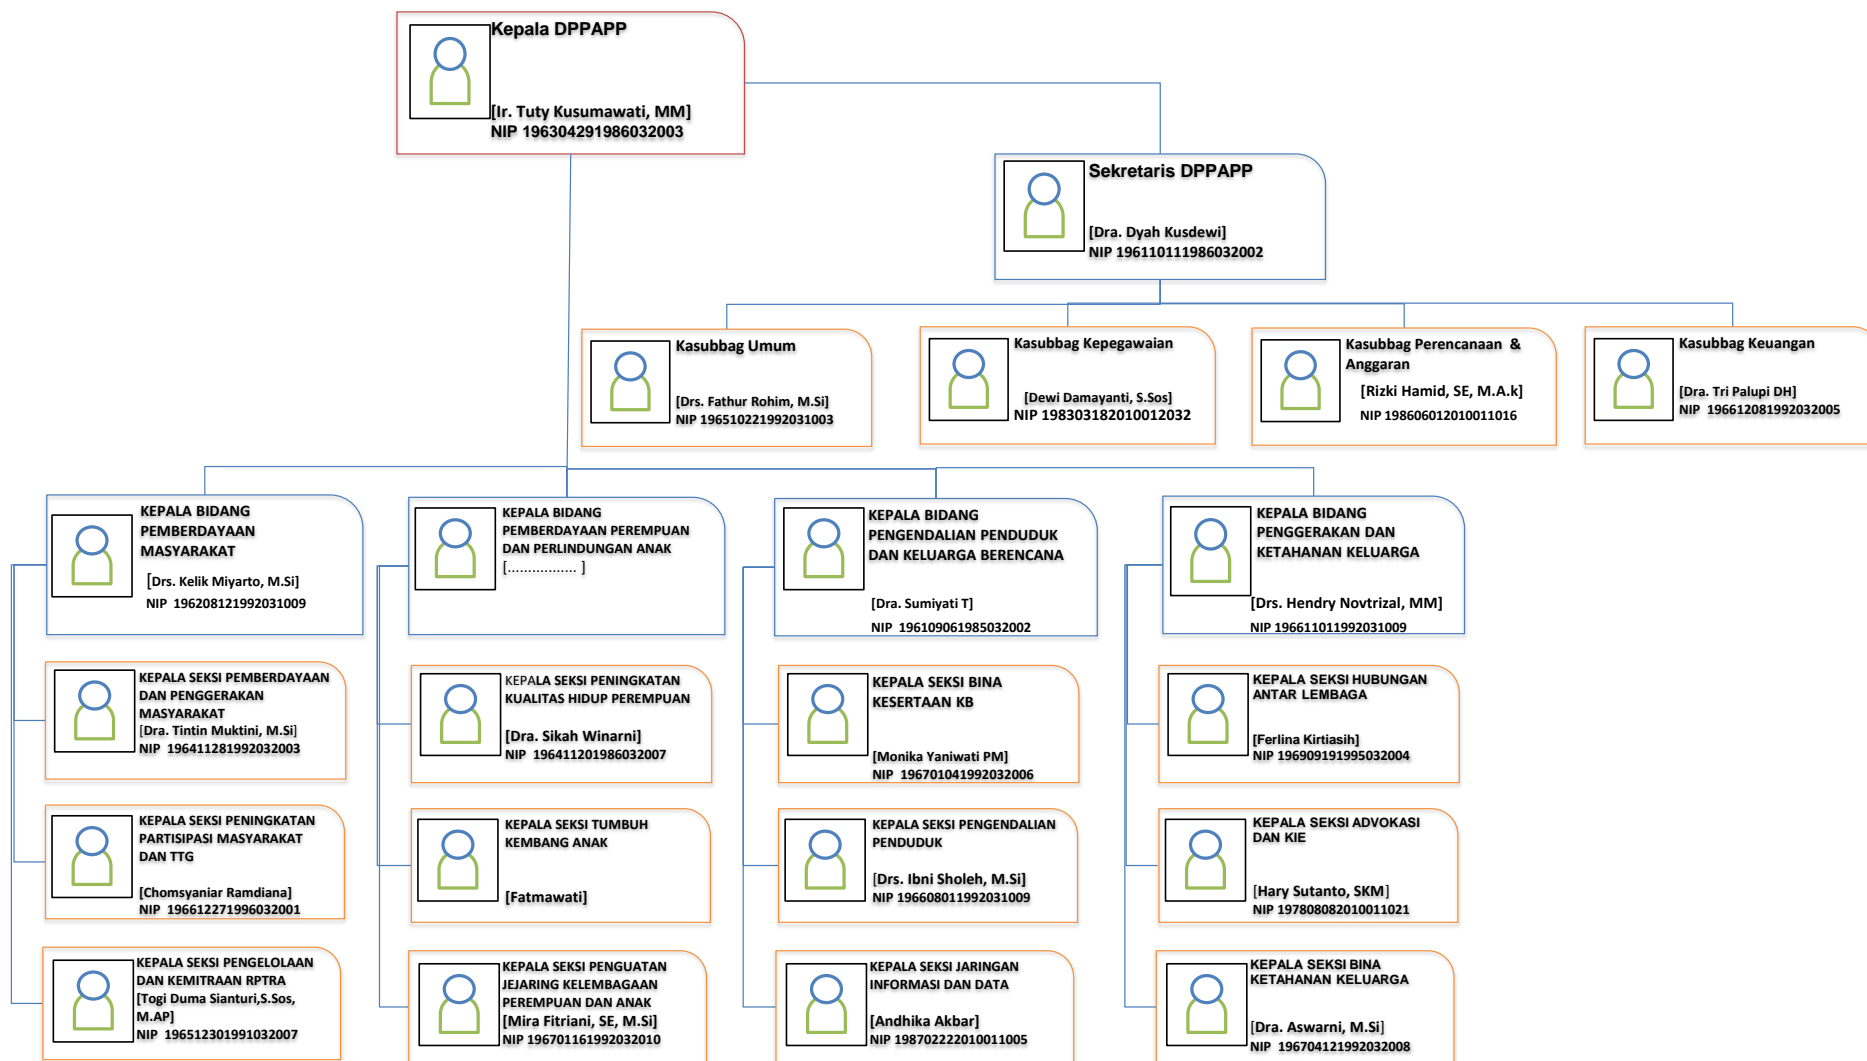 Kepala DPPAPP
[Ir. Tuty Kusumawati, MM]
NIP 196304291986032003
Sekretaris DPPAPP
[Dra. Dyah Kusdewi]
NIP 196110111986032002
Kasubbag Umum
[Drs. Fathur Rohim, M.Si]
NIP 196510221992031003
Kasubbag Kepegawaian
[Dewi Damayanti, S.Sos]
NIP 198303182010012032
Kasubbag Perencanaan &
Anggaran
[Rizki Hamid, SE, M.A.k]
NIP 198606012010011016
Kasubbag Keuangan
[Dra. Tri Palupi DH]
NIP 196612081992032005
KEPALA BIDANG
PEMBERDAYAAN
MASYARAKAT
[Drs. Kelik Miyarto, M.Si]
NIP 196208121992031009
KEPALA BIDANG
PEMBERDAYAAN PEREMPUAN
DAN PERLINDUNGAN ANAK
[................. ]
KEPALA BIDANG
PENGENDALIAN PENDUDUK
DAN KELUARGA BERENCANA
[Dra. Sumiyati T]
NIP 196109061985032002
KEPALA BIDANG
PENGGERAKAN DAN
KETAHANAN KELUARGA
[Drs. Hendry Novtrizal, MM]
NIP 196611011992031009
KEPALA SEKSI PEMBERDAYAAN
DAN PENGGERAKAN
MASYARAKAT
[Dra. Tintin Muktini, M.Si]
NIP 196411281992032003
KEPALA SEKSI PENINGKATAN
KUALITAS HIDUP PEREMPUAN
[Dra. Sikah Winarni]
NIP 196411201986032007
KEPALA SEKSI BINA
KESERTAAN KB
[Monika Yaniwati PM]
NIP 196701041992032006
KEPALA SEKSI HUBUNGAN
ANTAR LEMBAGA
[Ferlina Kirtiasih]
NIP 196909191995032004
KEPALA SEKSI PENINGKATAN
PARTISIPASI MASYARAKAT
DAN TTG
[Chomsyaniar Ramdiana]
NIP 196612271996032001
KEPALA SEKSI TUMBUH
KEMBANG ANAK
[Fatmawati]
KEPALA SEKSI PENGENDALIAN
PENDUDUK
[Drs. Ibni Sholeh, M.Si]
NIP 196608011992031009
KEPALA SEKSI ADVOKASI
DAN KIE
[Hary Sutanto, SKM]
NIP 197808082010011021
KEPALA SEKSI PENGELOLAAN
DAN KEMITRAAN RPTRA
[Togi Duma Sianturi,S.Sos,
M.AP]
NIP 196512301991032007
KEPALA SEKSI PENGUATAN
JEJARING KELEMBAGAAN
PEREMPUAN DAN ANAK
[Mira Fitriani, SE, M.Si]
NIP 196701161992032010
KEPALA SEKSI JARINGAN
INFORMASI DAN DATA
[Andhika Akbar]
NIP 198702222010011005
KEPALA SEKSI BINA
KETAHANAN KELUARGA
[Dra. Aswarni, M.Si]
NIP 196704121992032008